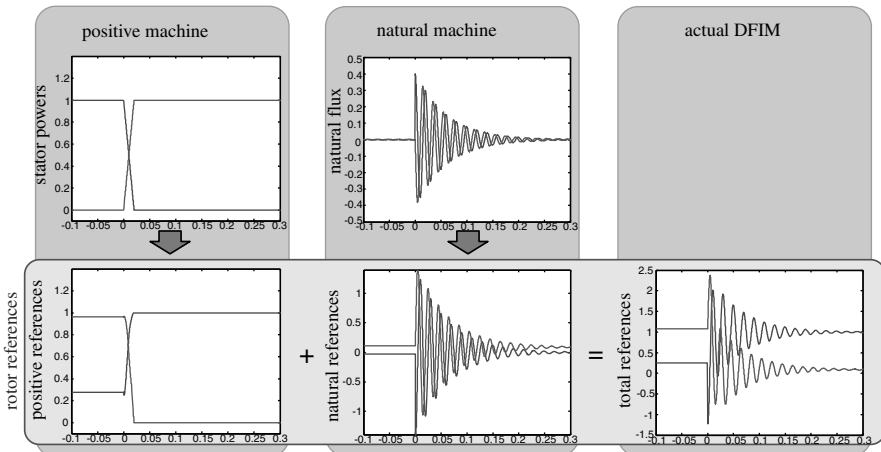 positive machine
natural machine
actual DFIM
stator powers
1.2
1
0.8
0.6
0.4
0.2
0
-0.1 -0.05 0 0.05 0.1 0.15 0.2 0.25 0.3
natural flux
0.5
0.4
0.3
0.2
0.1
0
-0.1
-0.2
-0.3
-0.4
-0.5
-0.1 -0.05 0 0.05 0.1 0.15 0.2 0.25 0.3
rotor references
positive references
1.2
1
0.8
0.6
0.4
0.2
0
-0.1 -0.05 0 0.05 0.1 0.15 0.2 0.25 0.3
+
natural references
1
0.5
0
-0.5
-1
-0.1 -0.05 0 0.05 0.1 0.15 0.2 0.25 0.3
=
total references
2.5
2
1.5
1
0.5
0
-0.5
-1
-1.5
-0.1 -0.05 0 0.05 0.1 0.15 0.2 0.25 0.3